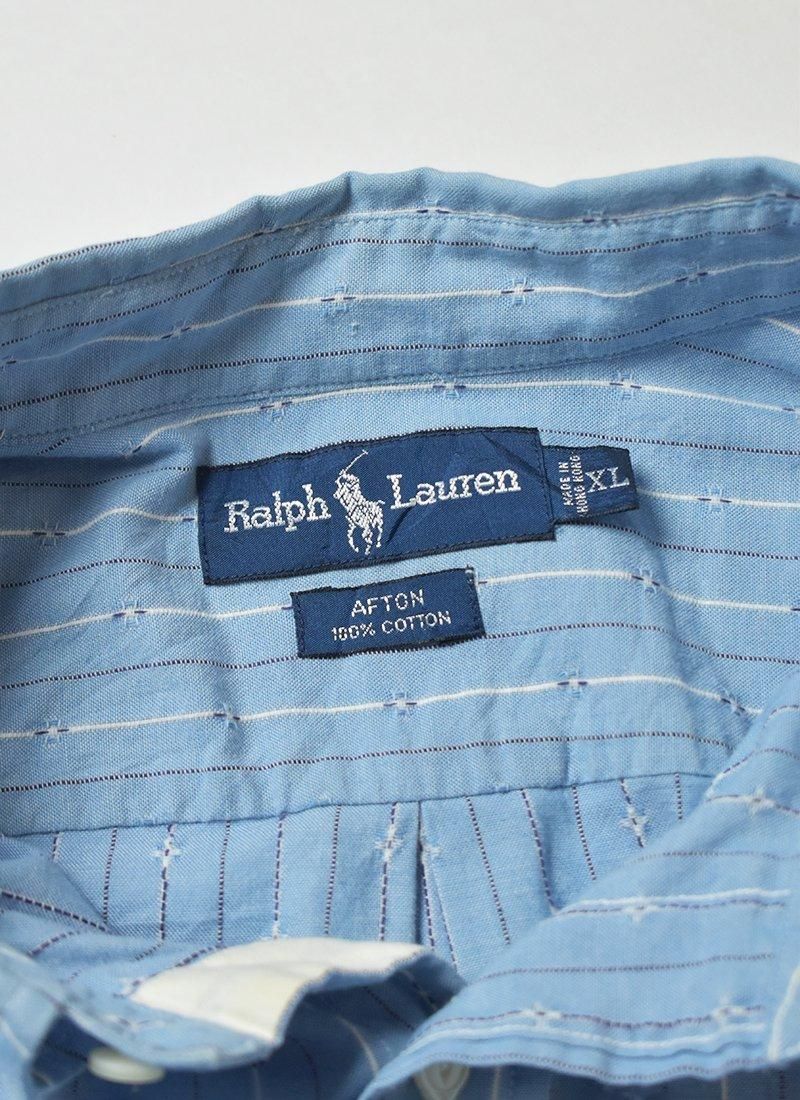 Ralph Lauren
MADE IN
HONG KONG
XL
AFTON
100% COTTON